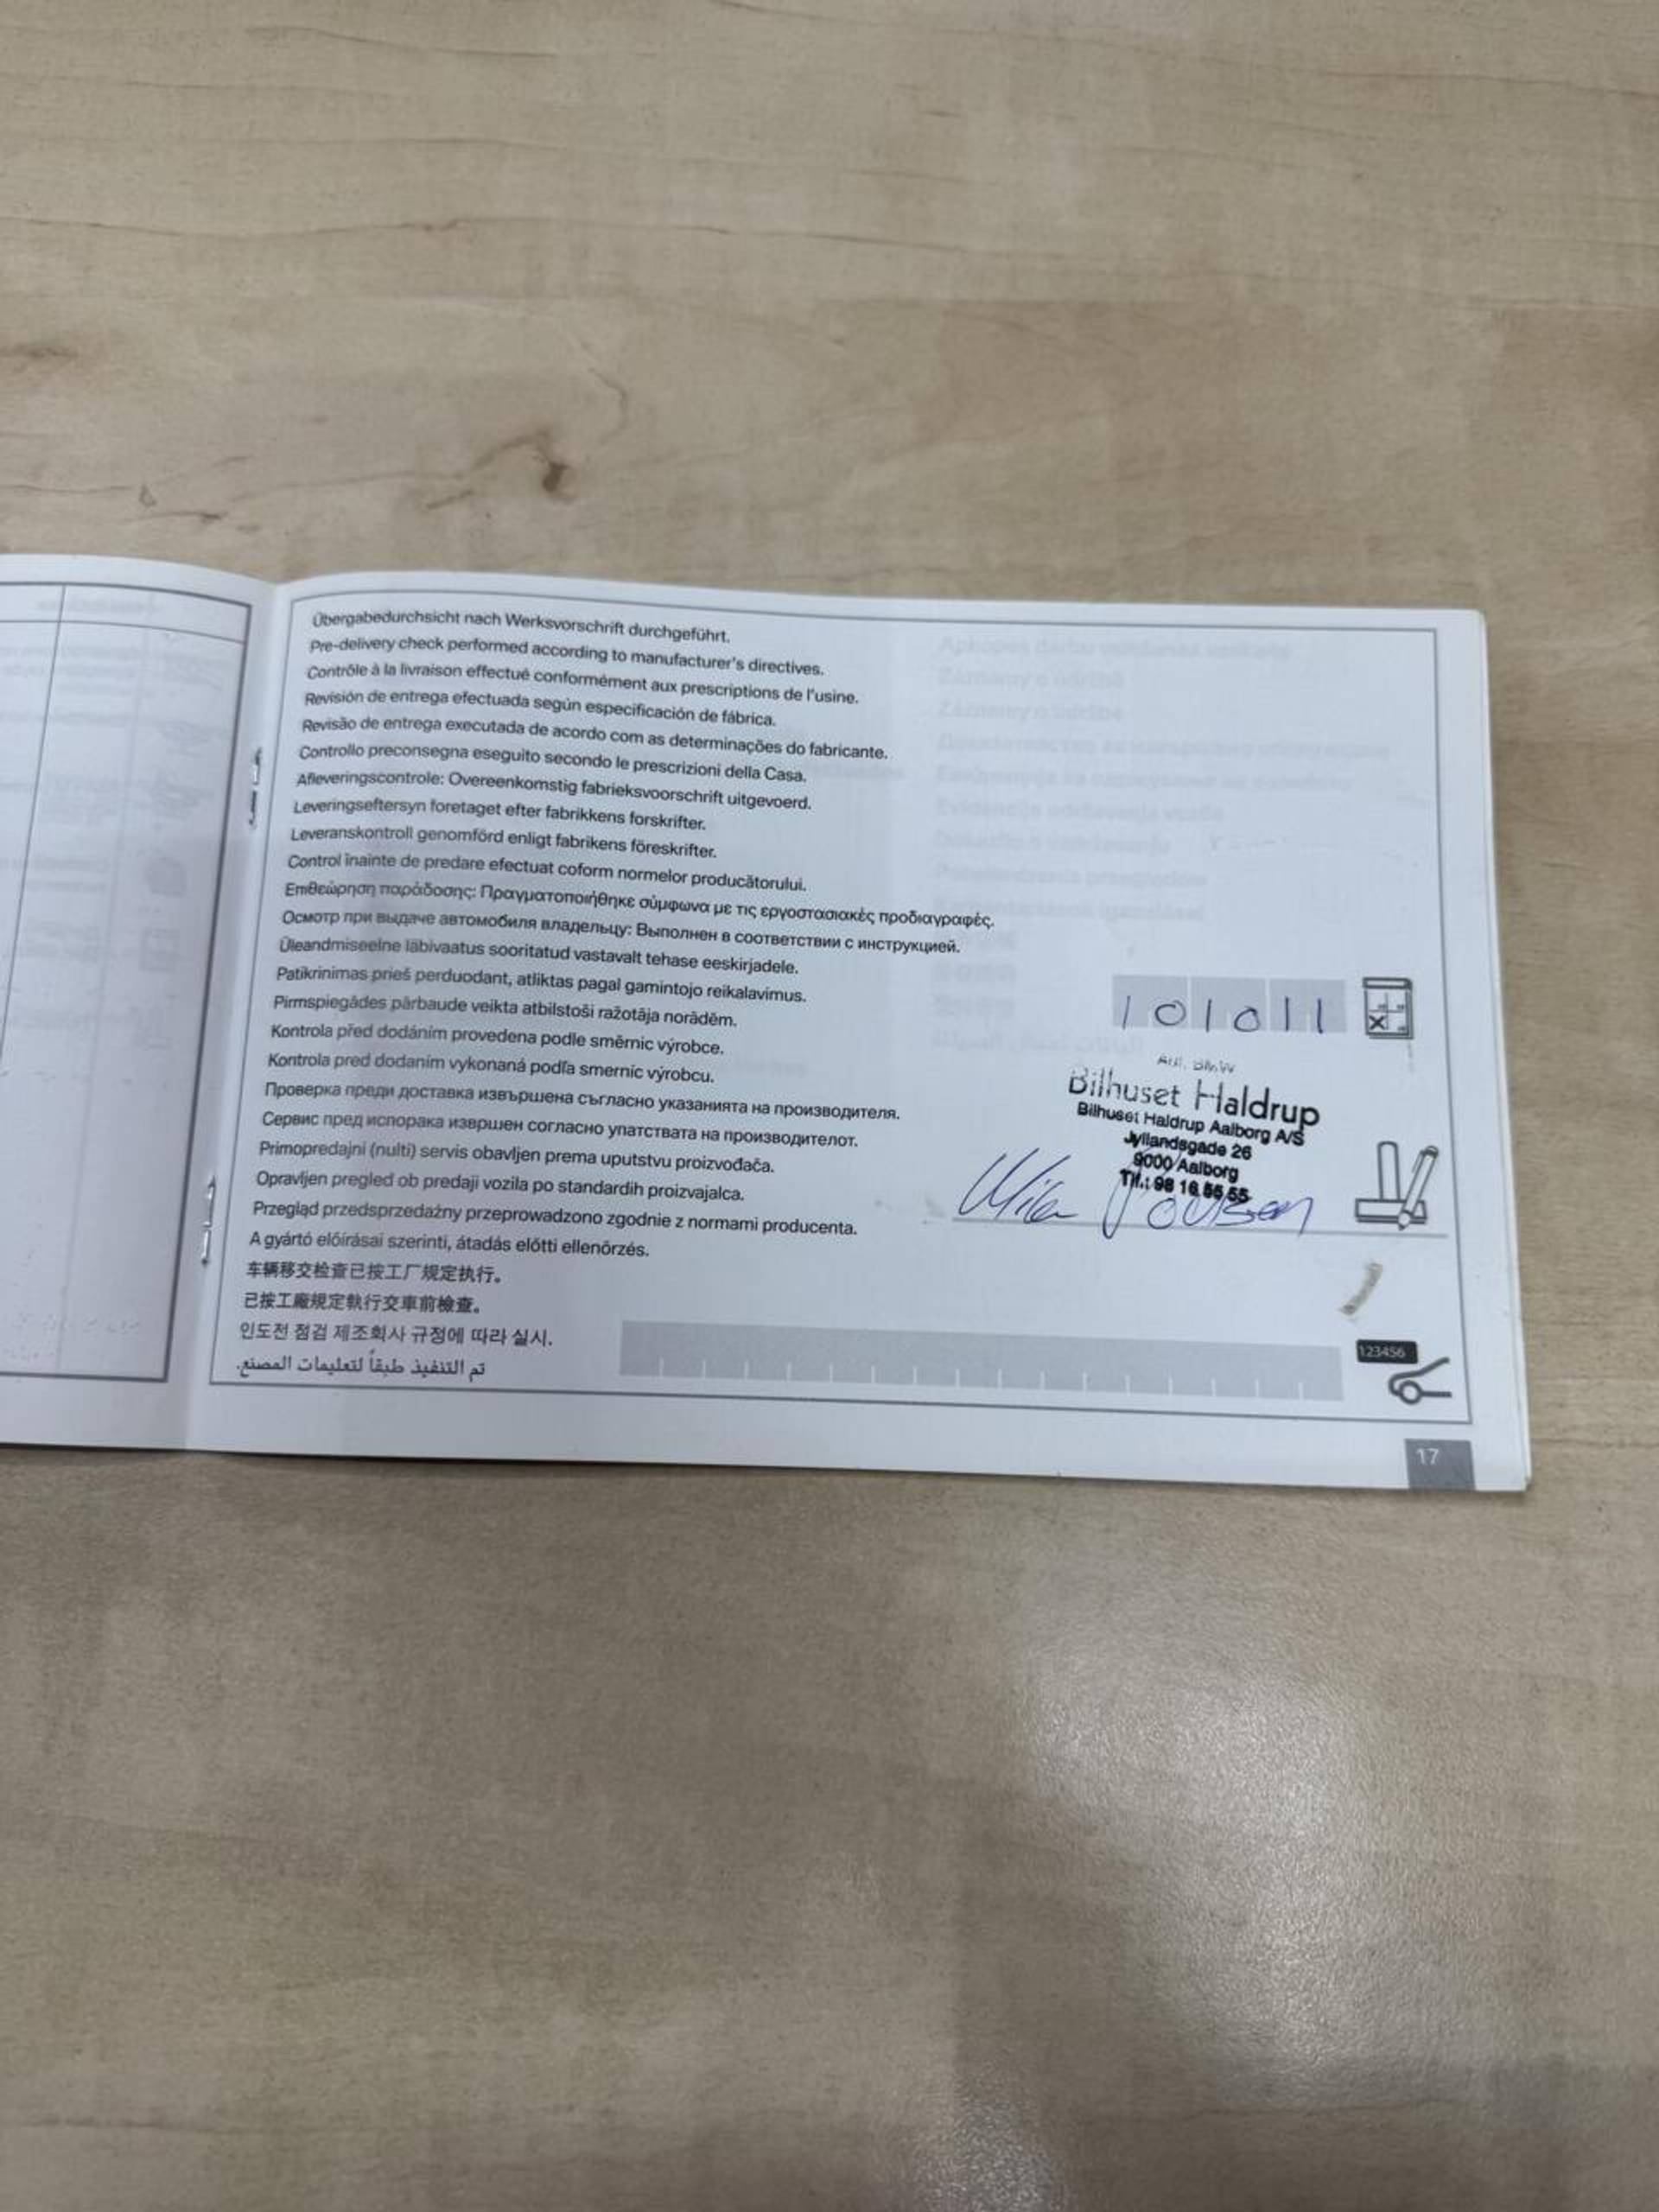 Übergabedurchsicht nach Werksvorschrift durchgeführt.
Pre-delivery check performed according to manufacturer's directives.
Contrôle à la livraison effectué conformément aux prescriptions de l'usine.
Revisión de entrega efectuada según especificación de fábrica.
Revisão de entrega executada de acordo com as determinações do fabricante.
Controllo preconsegna eseguito secondo le prescrizioni della Casa.
Afleveringscontrole: Overeenkomstig fabrieksvoorschrift uitgevoerd.
Leveringseftersyn foretaget efter fabrikkens forskrifter.
Leveranskontroll genomförd enligt fabrikens föreskrifter.
Control înainte de predare efectuat coform normelor producătorului.
Επιθεώρηση παράδοσης: Πραγματοποιήθηκε σύμφωνα με τις εργοστασιακές προδιαγραφές.
Осмотр при выдаче автомобиля владельцу: Выполнен в соответствии с инструкцией.
Üleandmiseelne läbivaatus sooritatud vastavalt tehase eeskirjadele.
Patikrinimas prieš perduodant, atliktas pagal gamintojo reikalavimus.
Pirmspiegādes pārbaude veikta atbilstoši ražotāja norādēm.
Kontrola před dodáním provedena podle směrnic výrobce.
Kontrola pred dodaním vykonaná podľa smerníc výrobcu.
Проверка преди доставка извършена съгласно указанията на производителя.
Сервис пред испорака извршен согласно упатствата на производителот.
Primopredajni (nulti) servis obavljen prema uputstvu proizvođača.
Opravljen pregled ob predaji vozila po standardih proizvajalca.
Przegląd przedsprzedażny przeprowadzono zgodnie z normami producenta.
A gyártó előírásai szerinti, átadás előtti ellenőrzés.
车辆移交检查已按工厂规定执行。
已按工廠規定執行交車前檢查。
인도전 점검 제조회사 규정에 따라 실시.
تم التنفيذ طبقاً لتعليمات المصنع.
101011
Aut. BMW
Bilhuset Haldrup
Bilhuset Haldrup Aalborg A/S
Jyllandsgade 26
9000 Aalborg
Tlf.: 98 16 55 55
123456
17